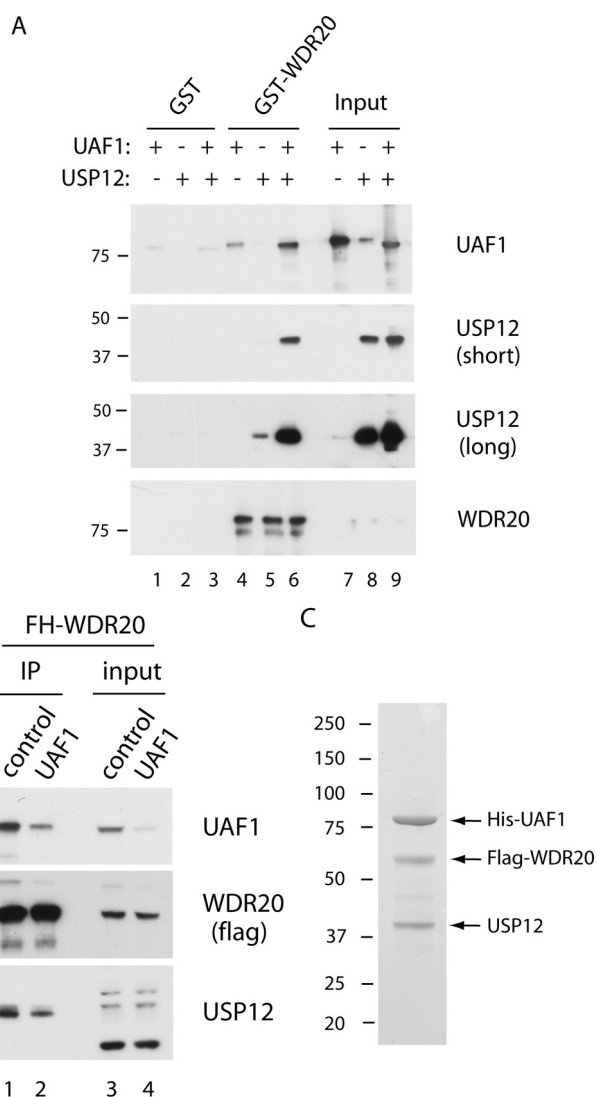 A
GST
GST-WDR20
Input
UAF1: + - + + - + + - +
USP12: - + + - + + - + +
75
UAF1
50
37
USP12
(short)
50
37
USP12
(long)
75
WDR20
1 2 3 4 5 6 7 8 9
FH-WDR20
IP input
control
UAF1
control
UAF1
UAF1
WDR20
(flag)
USP12
1 2 3 4
C
250
150
100
75
50
37
25
20
His-UAF1
Flag-WDR20
USP12